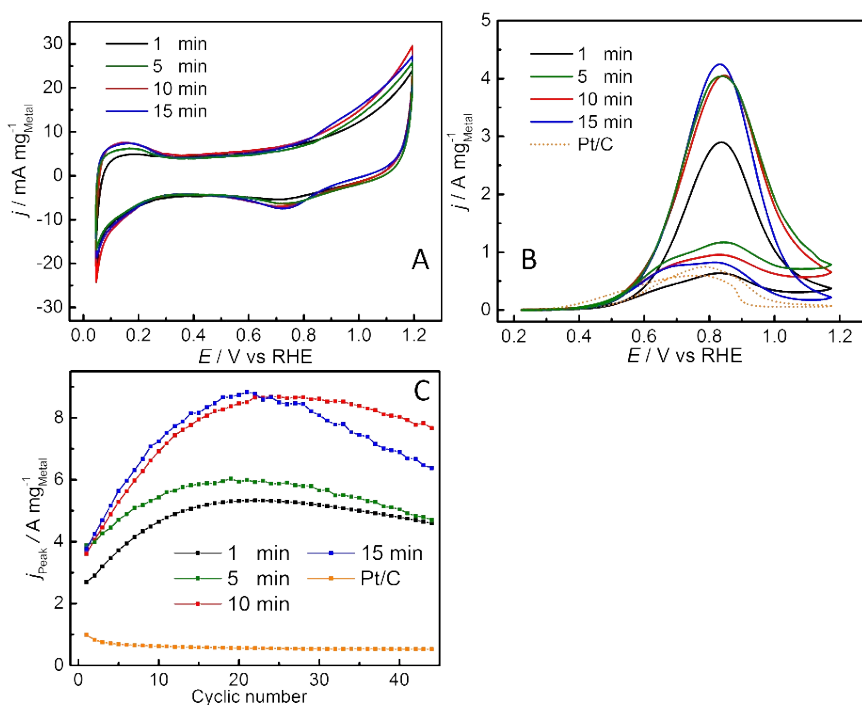 j / mA mg⁻¹Metal
30
20
10
0
-10
-20
-30
1 min
5 min
10 min
15 min
A
0.0 0.2 0.4 0.6 0.8 1.0 1.2
E / V vs RHE
j / A mg⁻¹Metal
5
4
3
2
1
0
1 min
5 min
10 min
15 min
Pt/C
B
0.2 0.4 0.6 0.8 1.0 1.2
E / V vs RHE
jPeak / A mg⁻¹Metal
8
6
4
2
0
C
1 min
5 min
10 min
15 min
Pt/C
0 10 20 30 40
Cyclic number